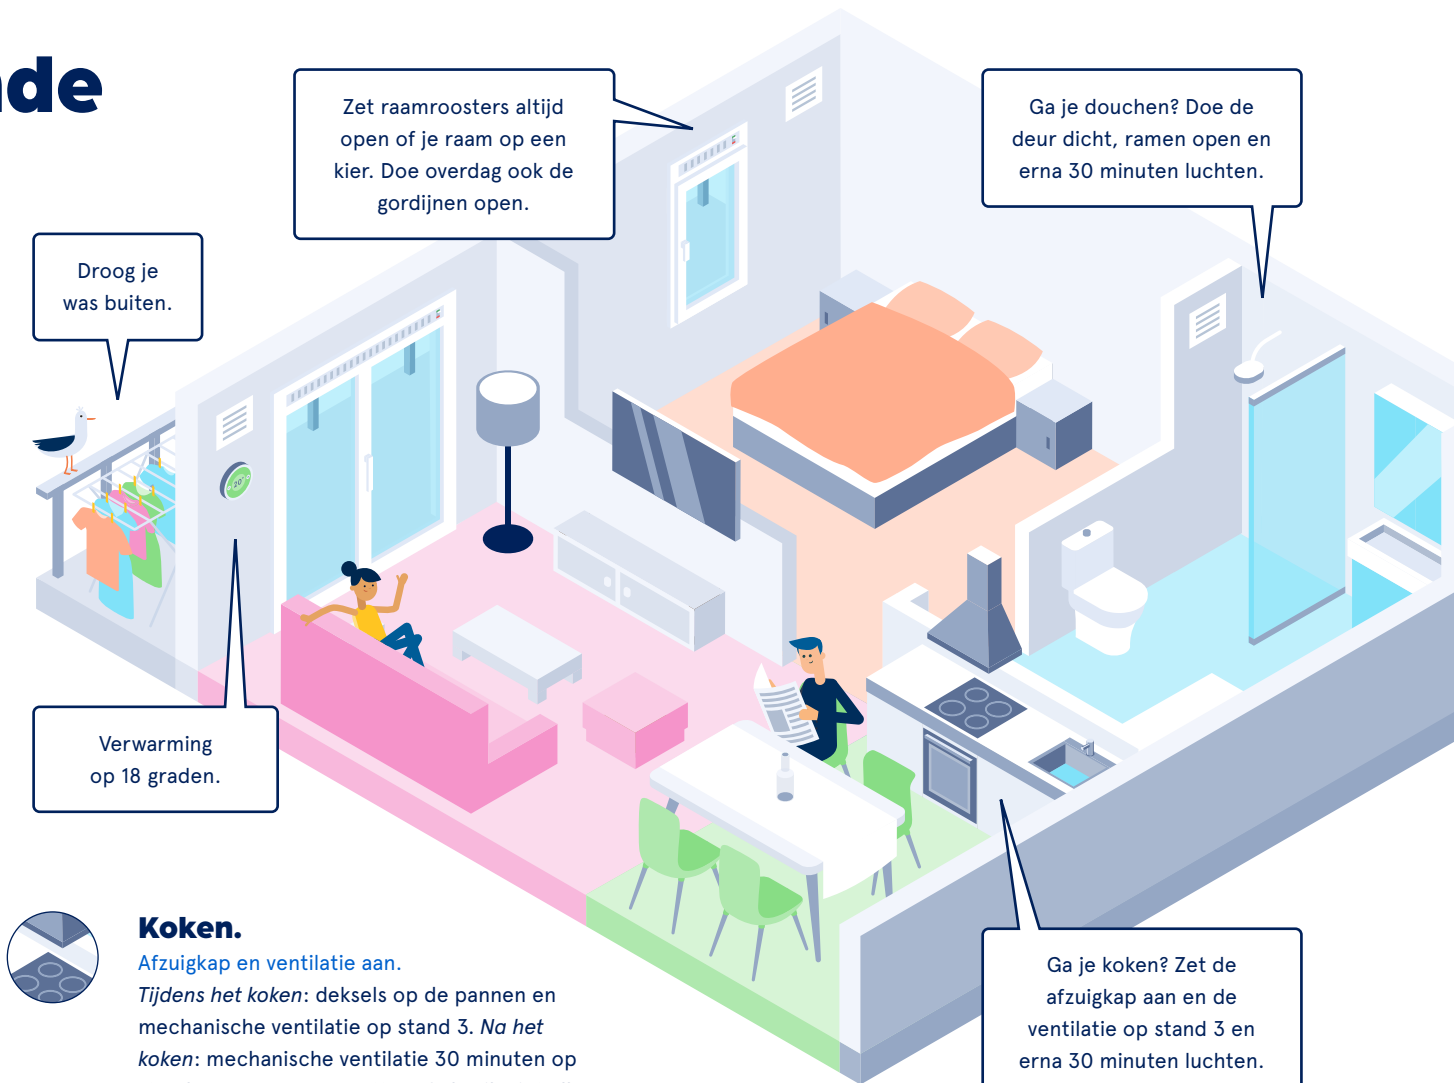 Zet raamroosters altijd
open of je raam op een
kier. Doe overdag ook de
gordijnen open.
Ga je douchen? Doe de
deur dicht, ramen open en
erna 30 minuten luchten.
Droog je
was buiten.
20°
Verwarming
op 18 graden.
Koken.
Afzuigkap en ventilatie aan.
Tijdens het koken: deksels op de pannen en
mechanische ventilatie op stand 3. Na het
koken: mechanische ventilatie 30 minuten op
Ga je koken? Zet de
afzuigkap aan en de
ventilatie op stand 3 en
erna 30 minuten luchten.